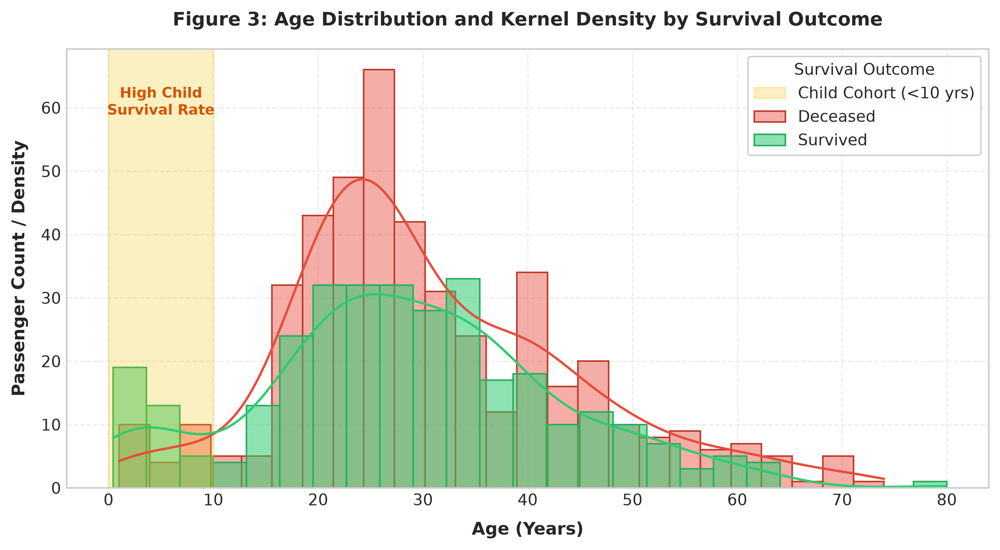 Figure 3: Age Distribution and Kernel Density by Survival Outcome
Survival Outcome
Child Cohort (<10 yrs)
Deceased
Survived
High Child
Survival Rate
Passenger Count / Density
60
50
40
30
20
10
0
0 10 20 30 40 50 60 70 80
Age (Years)